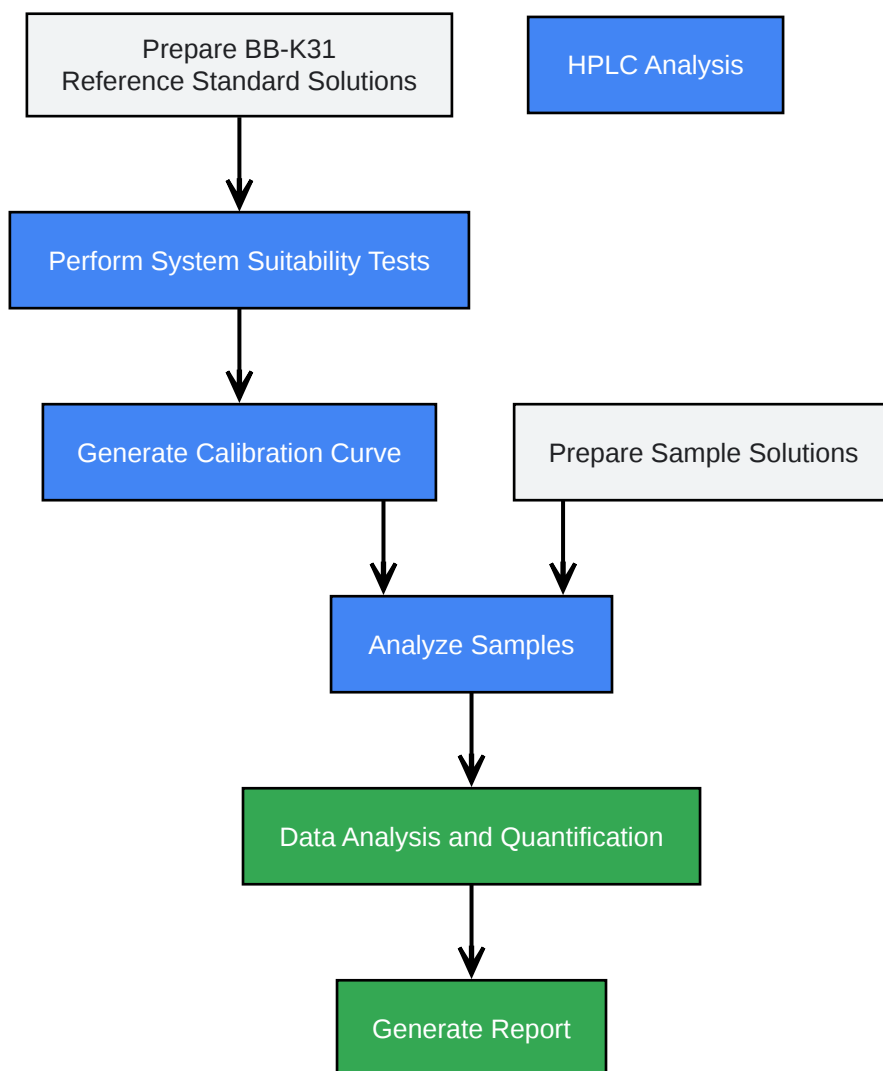 Prepare BB-K31
Reference Standard Solutions
HPLC Analysis
Perform System Suitability Tests
Generate Calibration Curve
Prepare Sample Solutions
Analyze Samples
Data Analysis and Quantification
Generate Report